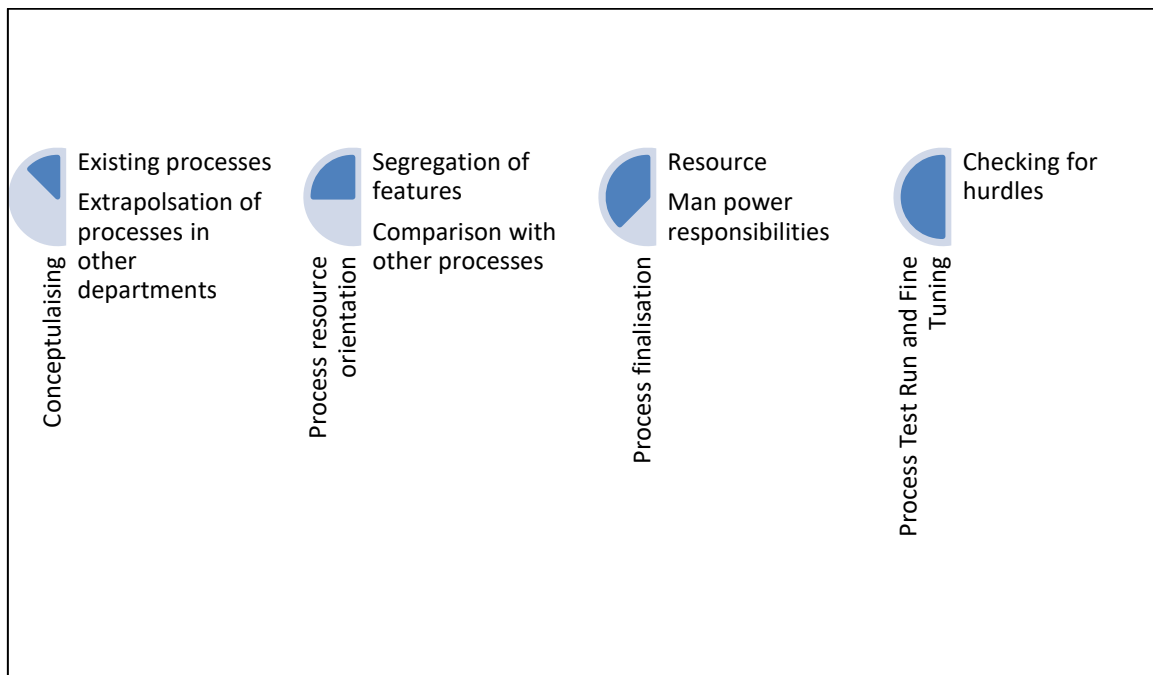 Existing processes
Extrapolsation of
processes in
other
departments
Conceptulaising
Segregation of
features
Comparison with
other processes
Process resource
orientation
Resource
Man power
responsibilities
Process finalisation
Checking for
hurdles
Process Test Run and Fine
Tuning